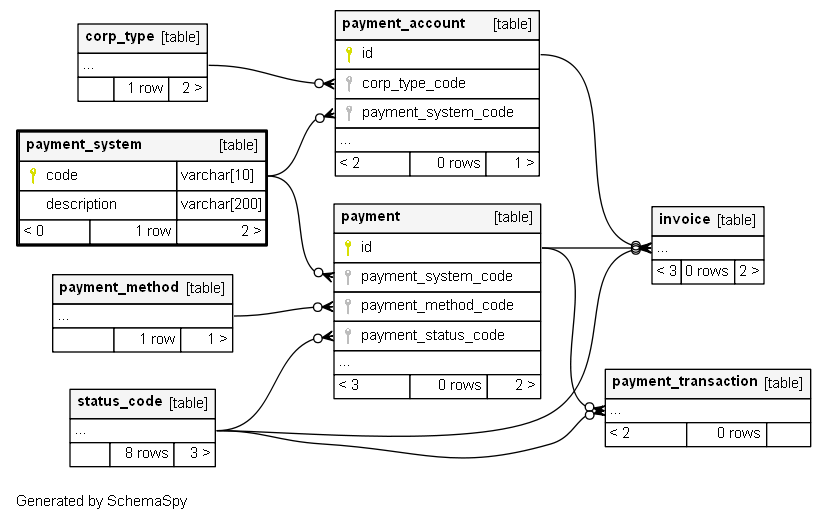 corp_type [table]
...
1 row 2 >
payment_system [table]
code varchar[10]
description varchar[200]
< 0 1 row 2 >
payment_method [table]
...
1 row 1 >
status_code [table]
...
8 rows 3 >
payment_account [table]
id
corp_type_code
payment_system_code
...
< 2 0 rows 1 >
payment [table]
id
payment_system_code
payment_method_code
payment_status_code
...
< 3 0 rows 2 >
invoice [table]
...
< 3 0 rows 2 >
payment_transaction [table]
...
< 2 0 rows
Generated by SchemaSpy